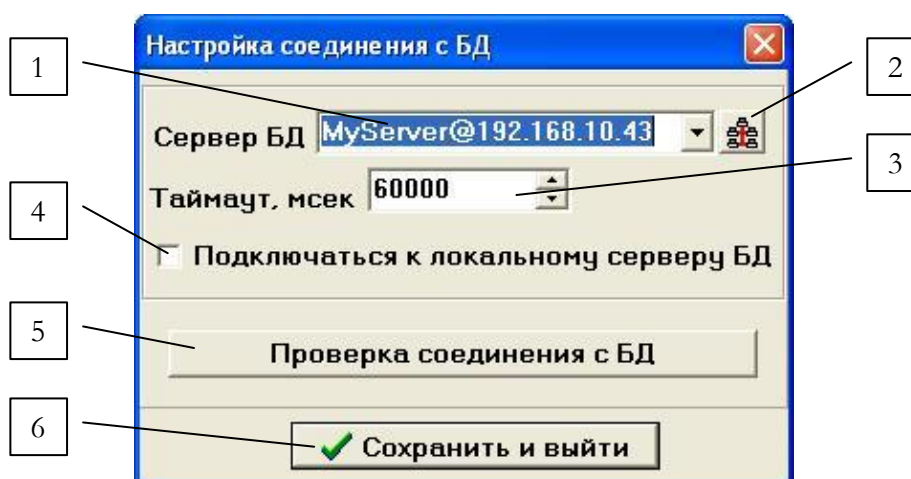 Настройка соединения с БД
1
2
Сервер БД MyServer@192.168.10.43
3
Таймаут, мсек 60000
4
Подключаться к локальному серверу БД
5
Проверка соединения с БД
6
Сохранить и выйти